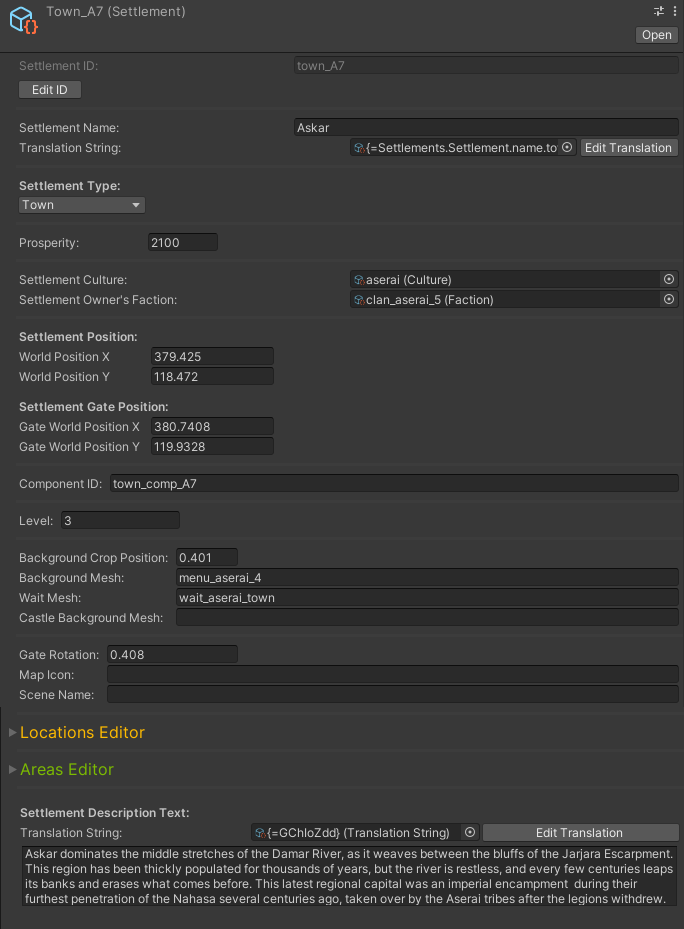 Town_A7 (Settlement)
Open
Settlement ID: town_A7
Edit ID
Settlement Name: Askar
Translation String: {=Settlements.Settlement.name.to Edit Translation
Settlement Type:
Town
Prosperity: 2100
Settlement Culture: aserai (Culture)
Settlement Owner's Faction: clan_aserai_5 (Faction)
Settlement Position:
World Position X 379.425
World Position Y 118.472
Settlement Gate Position:
Gate World Position X 380.7408
Gate World Position Y 119.9328
Component ID: town_comp_A7
Level: 3
Background Crop Position: 0.401
Background Mesh: menu_aserai_4
Wait Mesh: wait_aserai_town
Castle Background Mesh:
Gate Rotation: 0.408
Map Icon:
Scene Name:
Locations Editor
Areas Editor
Settlement Description Text:
Translation String: {=GChIoZdd} (Translation String) Edit Translation
Askar dominates the middle stretches of the Damar River, as it weaves between the bluffs of the Jarjara Escarpment.
This region has been thickly populated for thousands of years, but the river is restless, and every few centuries leaps
its banks and erases what comes before. This latest regional capital was an imperial encampment  during their
furthest penetration of the Nahasa several centuries ago, taken over by the Aserai tribes after the legions withdrew.